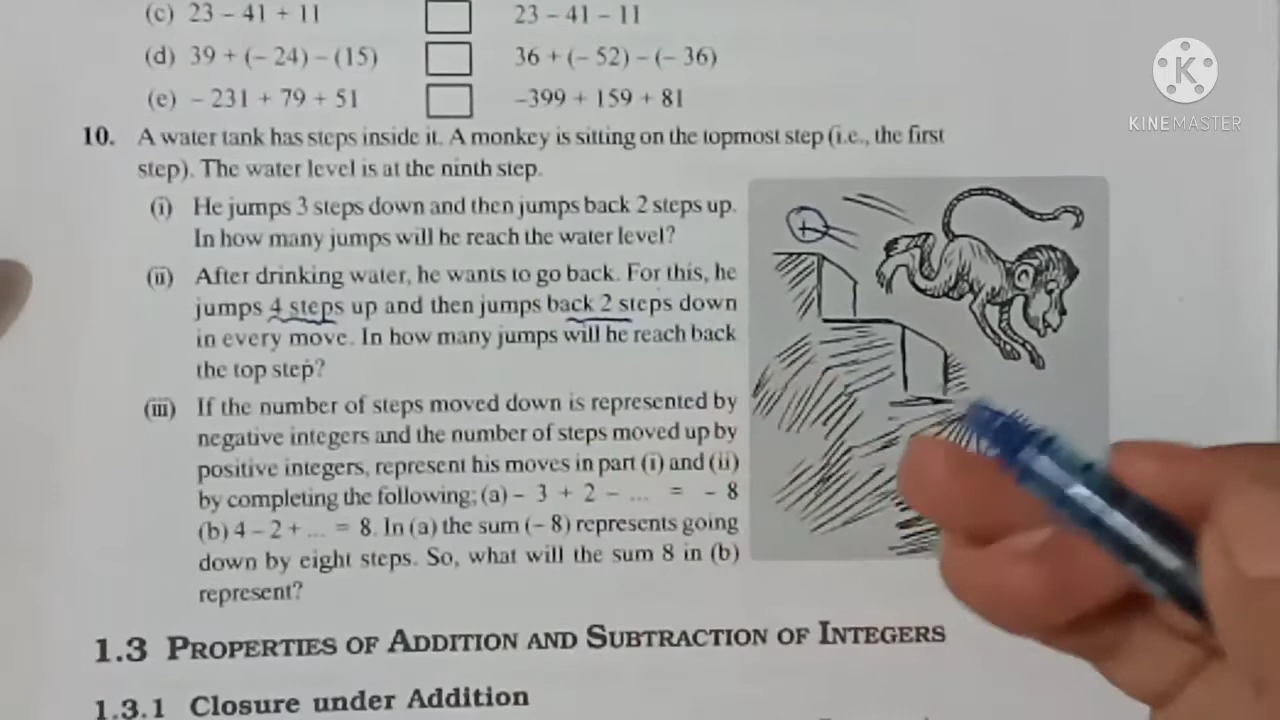 (c) 23 – 41 + 11 23 – 41 – 11
(d) 39 + (– 24) – (15) 36 + (– 52) – (– 36)
(e) – 231 + 79 + 51 –399 + 159 + 81
10. A water tank has steps inside it. A monkey is sitting on the topmost step (i.e., the first
step). The water level is at the ninth step.
(i) He jumps 3 steps down and then jumps back 2 steps up.
In how many jumps will he reach the water level?
(ii) After drinking water, he wants to go back. For this, he
jumps 4 steps up and then jumps back 2 steps down
in every move. In how many jumps will he reach back
the top step?
(iii) If the number of steps moved down is represented by
negative integers and the number of steps moved up by
positive integers, represent his moves in part (i) and (ii)
by completing the following; (a) – 3 + 2 – ... = – 8
(b) 4 – 2 + ... = 8. In (a) the sum (– 8) represents going
down by eight steps. So, what will the sum 8 in (b)
represent?
1.3 PROPERTIES OF ADDITION AND SUBTRACTION OF INTEGERS
1.3.1 Closure under Addition
K
KINEMASTER